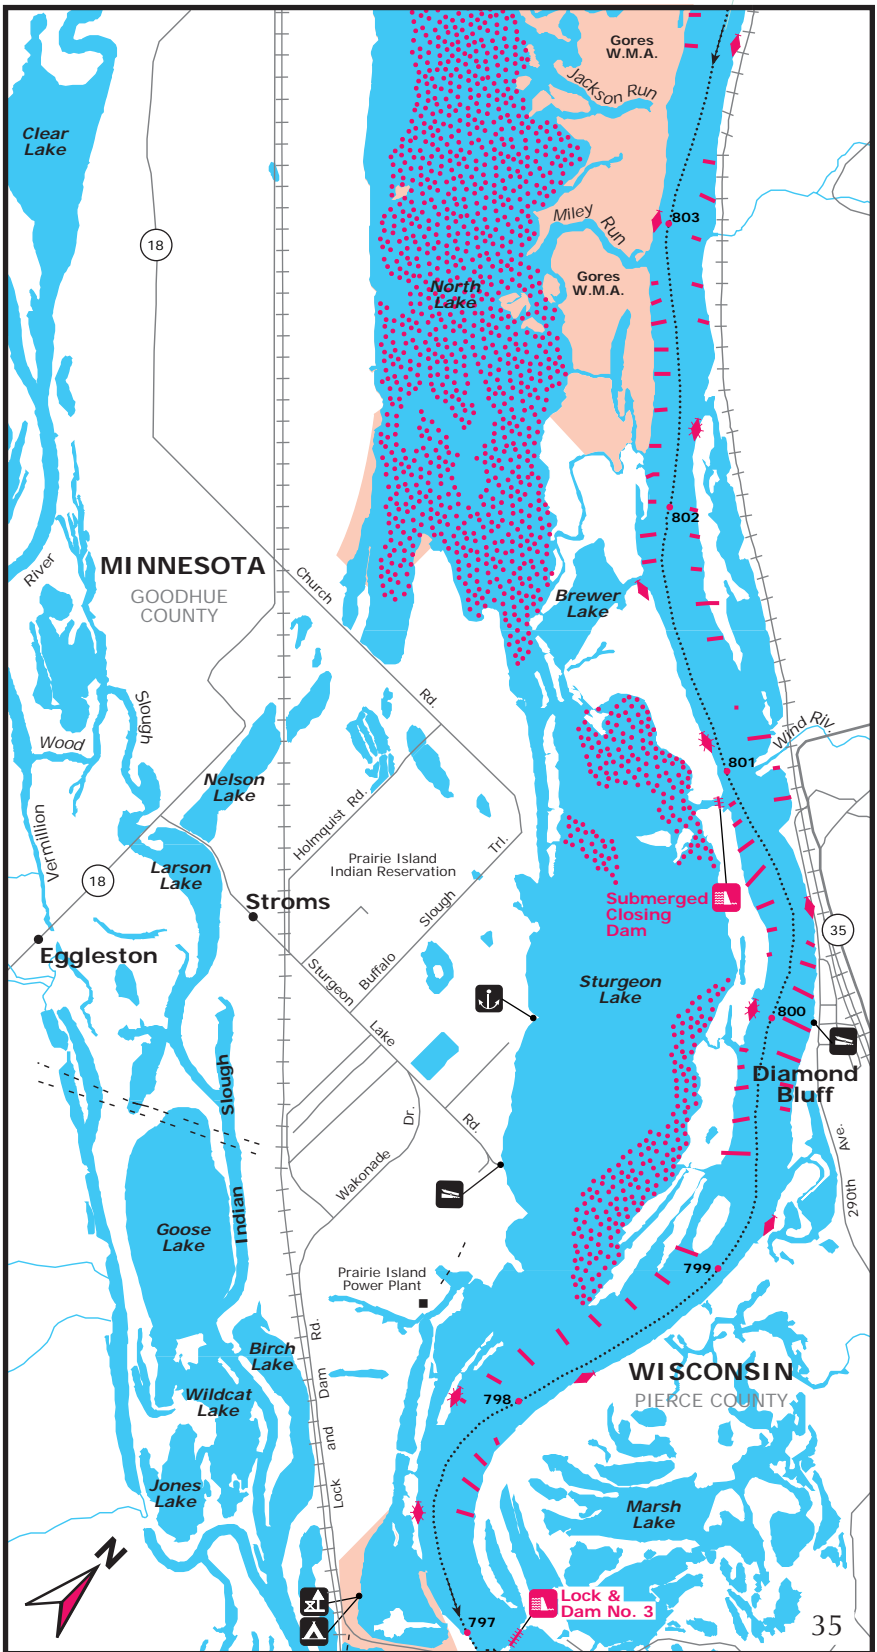 Gores
W.M.A.
Jackson Run
Clear
Lake
803
Miley Run
18
Gores
W.M.A.
North
Lake
802
River
MINNESOTA
GOODHUE
COUNTY
Church
Rd.
Brewer
Lake
Slough
Wood
Wind Riv.
801
Nelson
Lake
Holmquist Rd.
Vermillion
Prairie Island
Indian Reservation
Trl.
Slough
Buffalo
18
Larson
Lake
Stroms
Submerged
Closing
Dam
35
Eggleston
Sturgeon
Lake
Rd.
Sturgeon
Lake
800
Diamond
Bluff
Slough
Indian
Dr.
Wakonade
Ave.
290th
Goose
Lake
799
Prairie Island
Power Plant
Birch
Lake
Rd.
Dam
and
Lock
WISCONSIN
PIERCE COUNTY
Wildcat
Lake
798
Jones
Lake
Marsh
Lake
N
Lock &
Dam No. 3
797
35